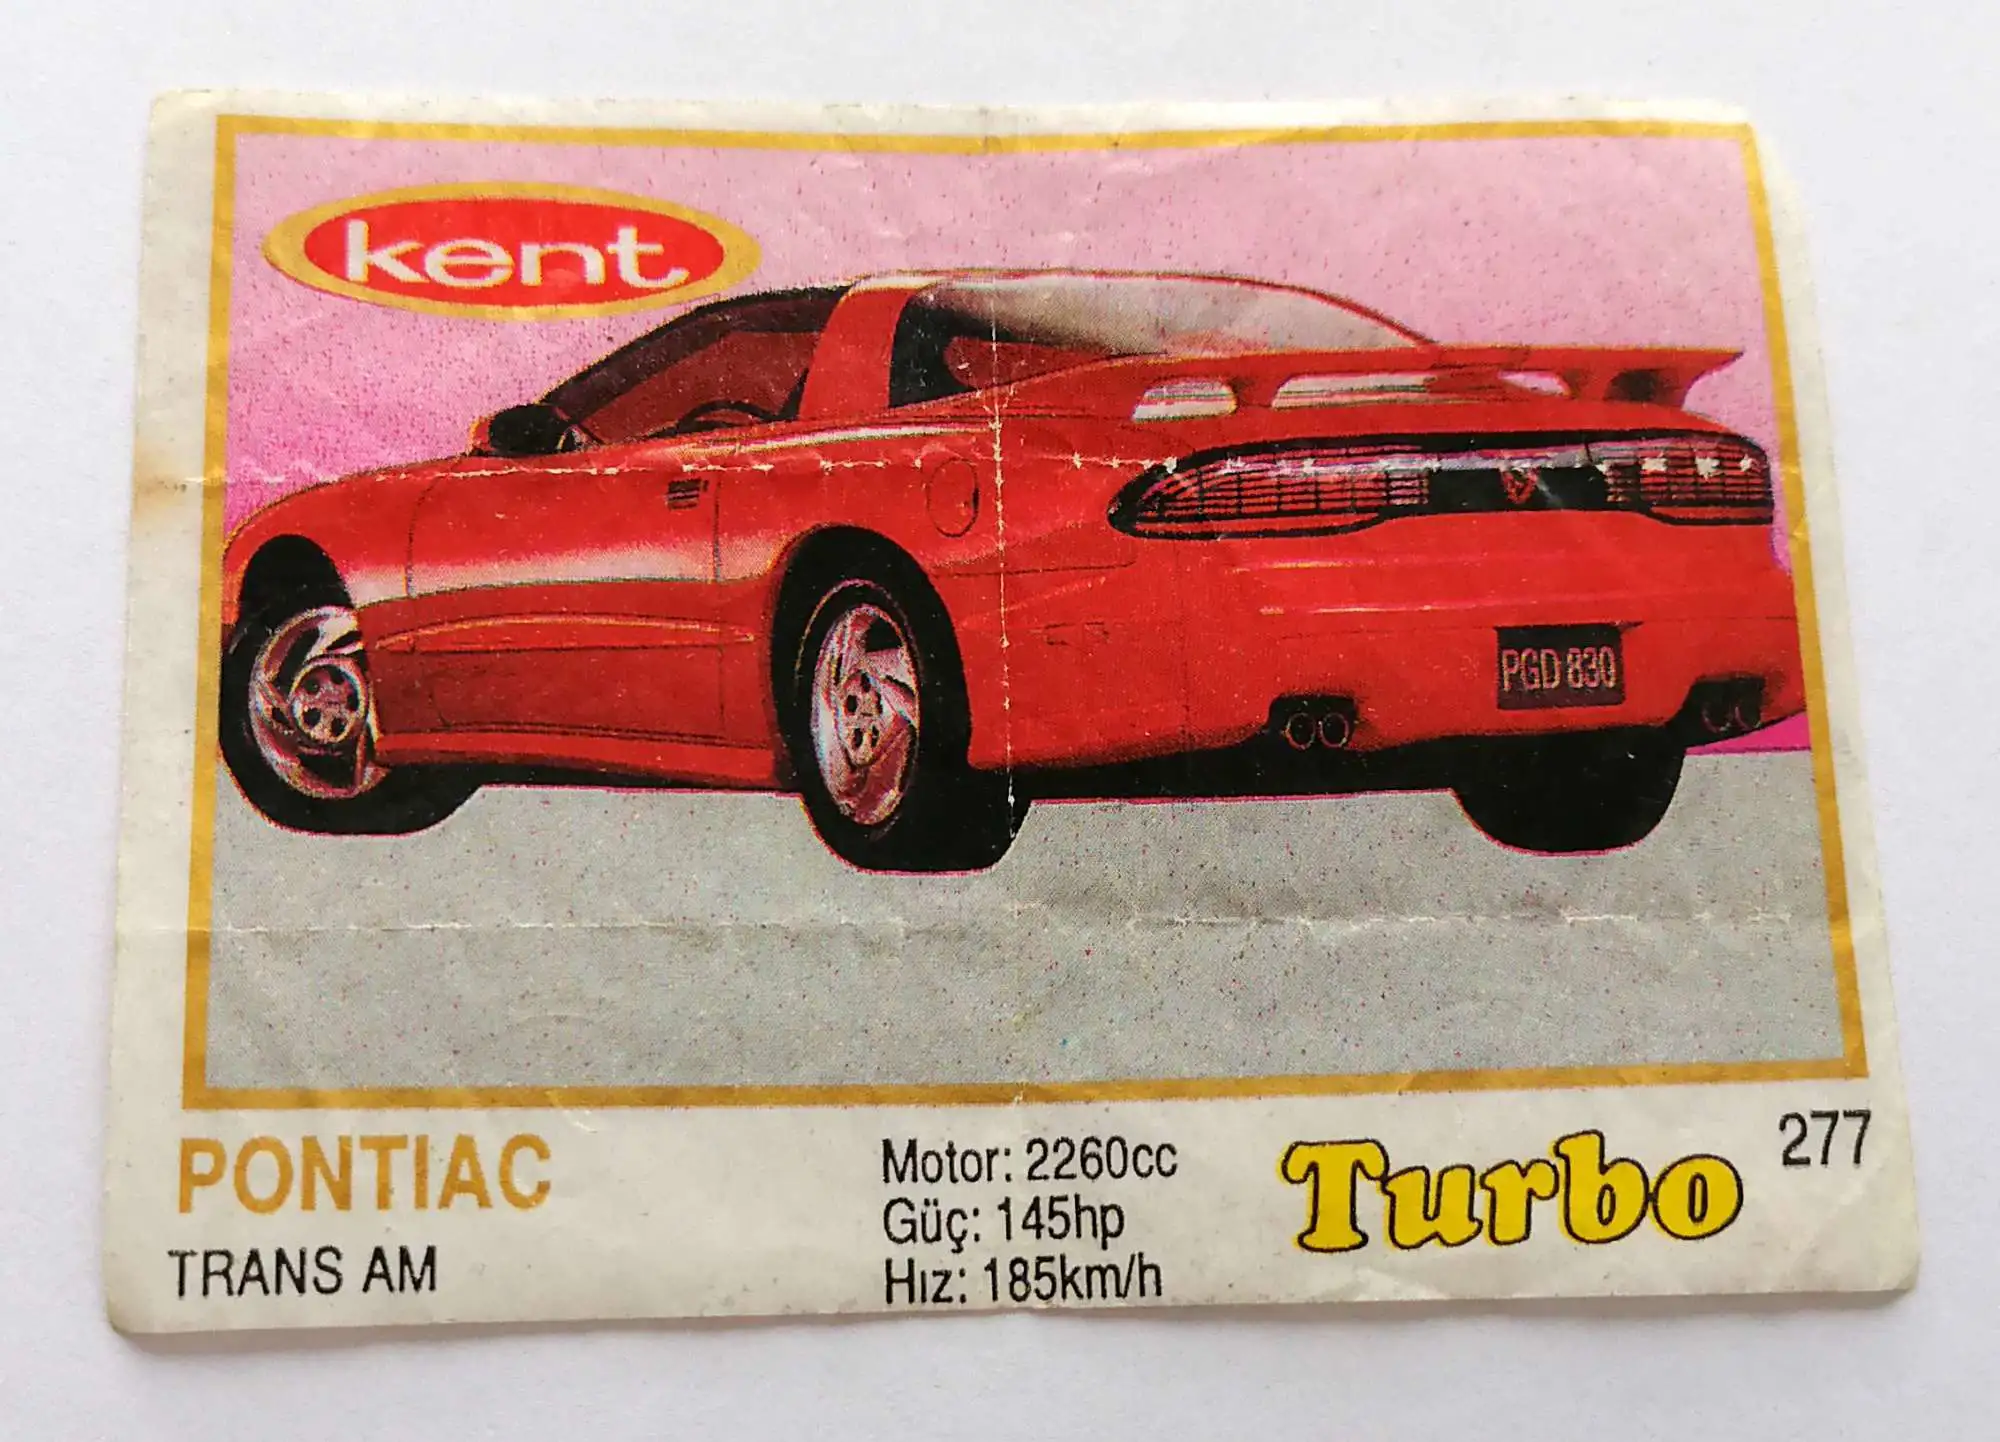 kent
PGD 830
PONTIAC
TRANS AM
Motor: 2260cc
Güç: 145hp
Hız: 185km/h
Turbo
277